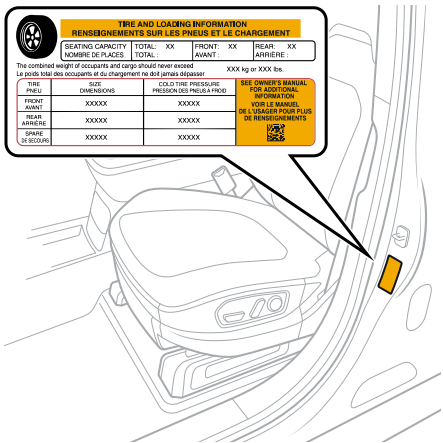 TIRE AND LOADING INFORMATION
RENSEIGNEMENTS SUR LES PNEUS ET LE CHARGEMENT
SEATING CAPACITY TOTAL: XX FRONT: XX REAR: XX
NOMBRE DE PLACES TOTAL : AVANT : ARRIÈRE :
The combined weight of occupants and cargo should never exceed XXX kg or XXX lbs.
Le poids total des occupants et du chargement ne doit jamais dépasser
TIRE SIZE COLD TIRE PRESSURE
PNEU DIMENSIONS PRESSION DES PNEUS À FROID
FRONT
AVANT XXXXX XXXXX
REAR
ARRIÈRE XXXXX XXXXX
SPARE
DE SECOURS XXXXX XXXXX
SEE OWNER'S MANUAL
FOR ADDITIONAL
INFORMATION
VOIR LE MANUEL
DE L'USAGER POUR PLUS
DE RENSEIGNEMENTS